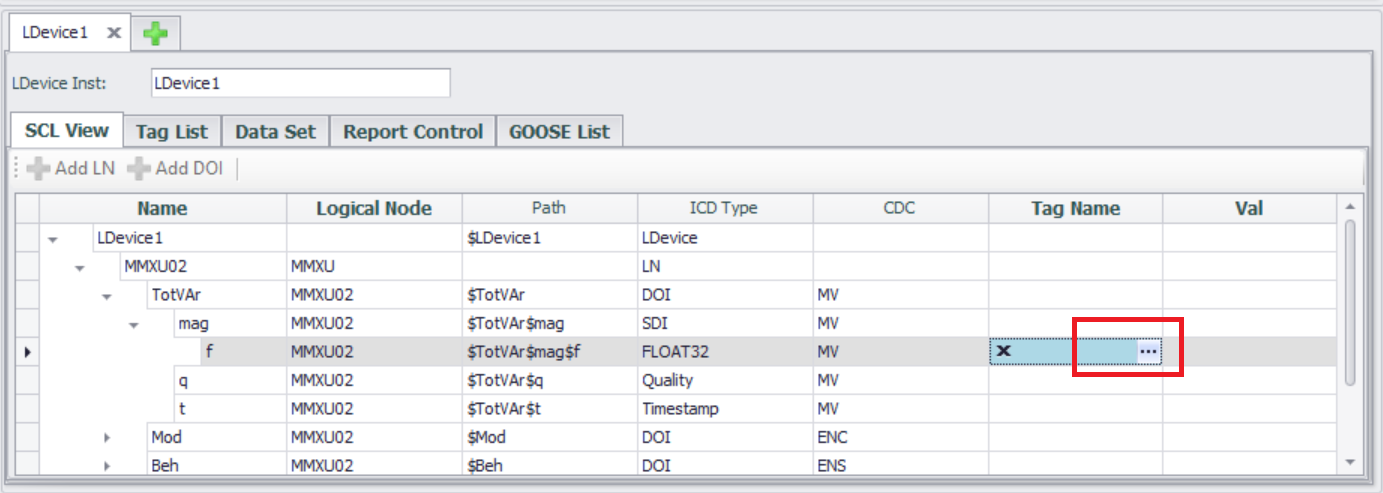 LDevice1
LDevice Inst: LDevice1
SCL View Tag List Data Set Report Control GOOSE List
Add LN Add DOI
Name Logical Node Path ICD Type CDC Tag Name Val
LDevice1 $LDevice1 LDevice
MMXU02 MMXU LN
TotVAr MMXU02 $TotVAr DOI MV
mag MMXU02 $TotVAr$mag SDI MV
f MMXU02 $TotVAr$mag$f FLOAT32 MV ...
q MMXU02 $TotVAr$q Quality MV
t MMXU02 $TotVAr$t Timestamp MV
Mod MMXU02 $Mod DOI ENC
Beh MMXU02 $Beh DOI ENS